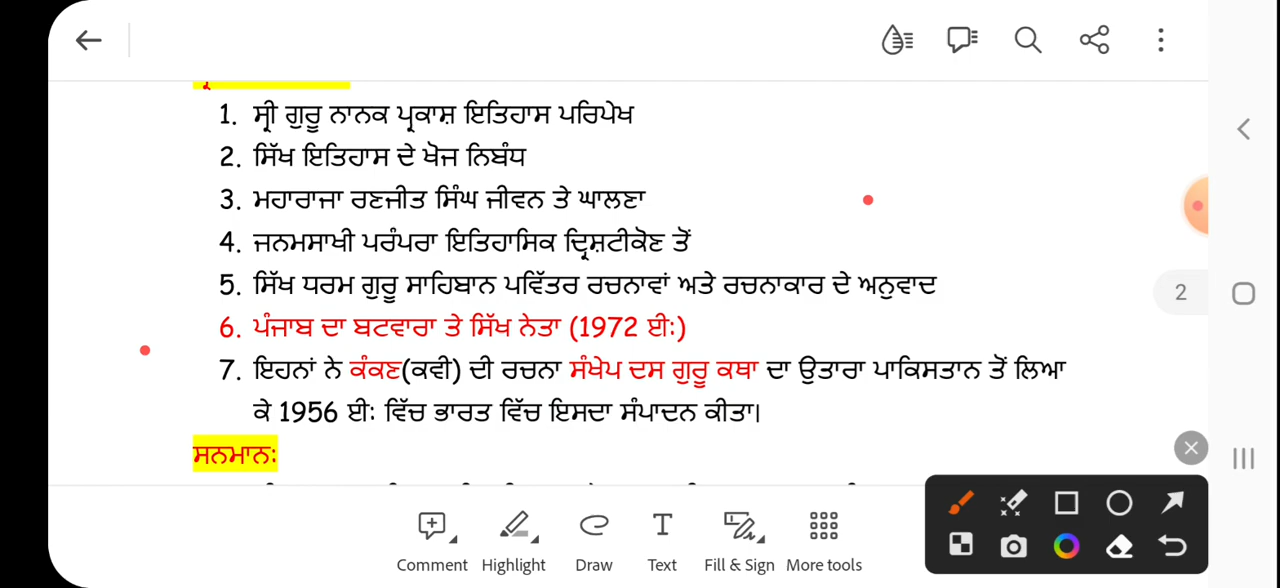 1. ਸ੍ਰੀ ਗੁਰੂ ਨਾਨਕ ਪ੍ਰਕਾਸ਼ ਇਤਿਹਾਸ ਪਰਿਪੇਖ
2. ਸਿੱਖ ਇਤਿਹਾਸ ਦੇ ਖੋਜ ਨਿਬੰਧ
3. ਮਹਾਰਾਜਾ ਰਣਜੀਤ ਸਿੰਘ ਜੀਵਨ ਤੇ ਘਾਲਣਾ
4. ਜਨਮਸਾਖੀ ਪਰੰਪਰਾ ਇਤਿਹਾਸਿਕ ਦ੍ਰਿਸ਼ਟੀਕੋਣ ਤੋਂ
5. ਸਿੱਖ ਧਰਮ ਗੁਰੂ ਸਾਹਿਬਾਨ ਪਵਿੱਤਰ ਰਚਨਾਵਾਂ ਅਤੇ ਰਚਨਾਕਾਰ ਦੇ ਅਨੁਵਾਦ
2
6. ਪੰਜਾਬ ਦਾ ਬਟਵਾਰਾ ਤੇ ਸਿੱਖ ਨੇਤਾ (1972 ਈ:)
7. ਇਹਨਾਂ ਨੇ ਕੰਕਣ(ਕਵੀ) ਦੀ ਰਚਨਾ ਸੰਖੇਪ ਦਸ ਗੁਰੂ ਕਥਾ ਦਾ ਉਤਾਰਾ ਪਾਕਿਸਤਾਨ ਤੋਂ ਲਿਆ
ਕੇ 1956 ਈ: ਵਿੱਚ ਭਾਰਤ ਵਿੱਚ ਇਸਦਾ ਸੰਪਾਦਨ ਕੀਤਾ।
ਸਨਮਾਨ:
Comment Highlight Draw Text Fill & Sign More tools